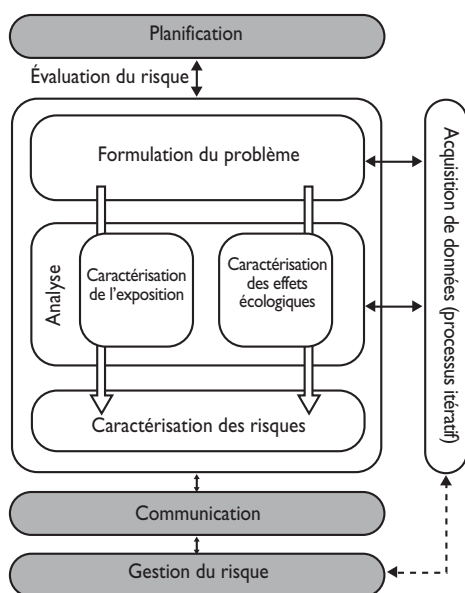 Planification
Évaluation du risque
Formulation du problème
Analyse
Caractérisation
de l'exposition
Caractérisation
des effets
écologiques
Caractérisation des risques
Acquisition de données (processus itératif)
Communication
Gestion du risque